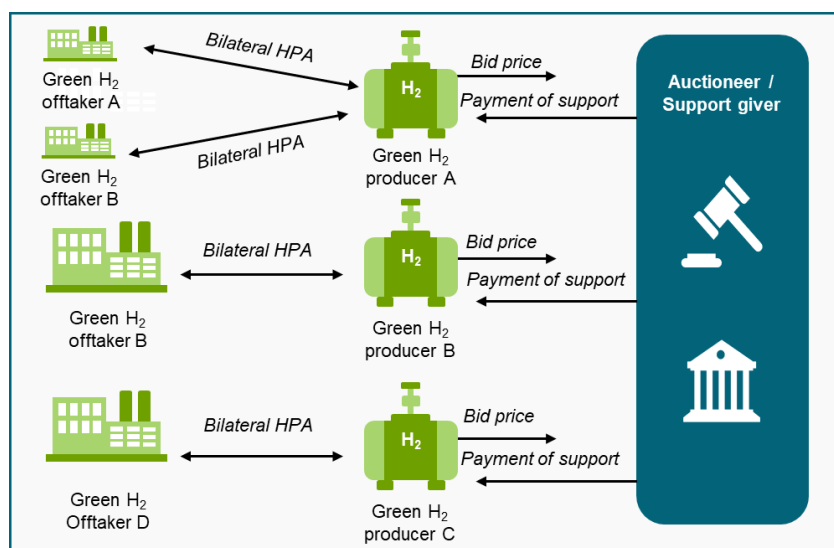 Bilateral HPA
Green H₂
offtaker A
Bilateral HPA
Green H₂
offtaker B
H₂
Green H₂
producer A
Bid price
Payment of support
Auctioneer /
Support giver
Bilateral HPA
Green H₂
offtaker B
H₂
Green H₂
producer B
Bid price
Payment of support
Bilateral HPA
Green H₂
Offtaker D
H₂
Green H₂
producer C
Bid price
Payment of support